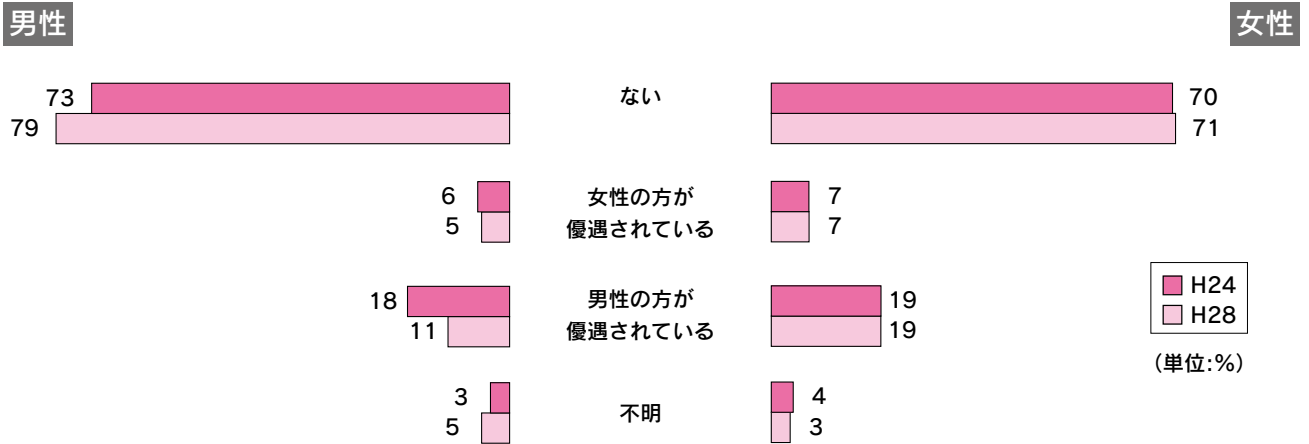 男性
女性
73 ない 70
79 71
6 女性の方が 7
5 優遇されている 7
18 男性の方が 19
11 優遇されている 19
H24
H28
（単位:%）
3 不明 4
5 3